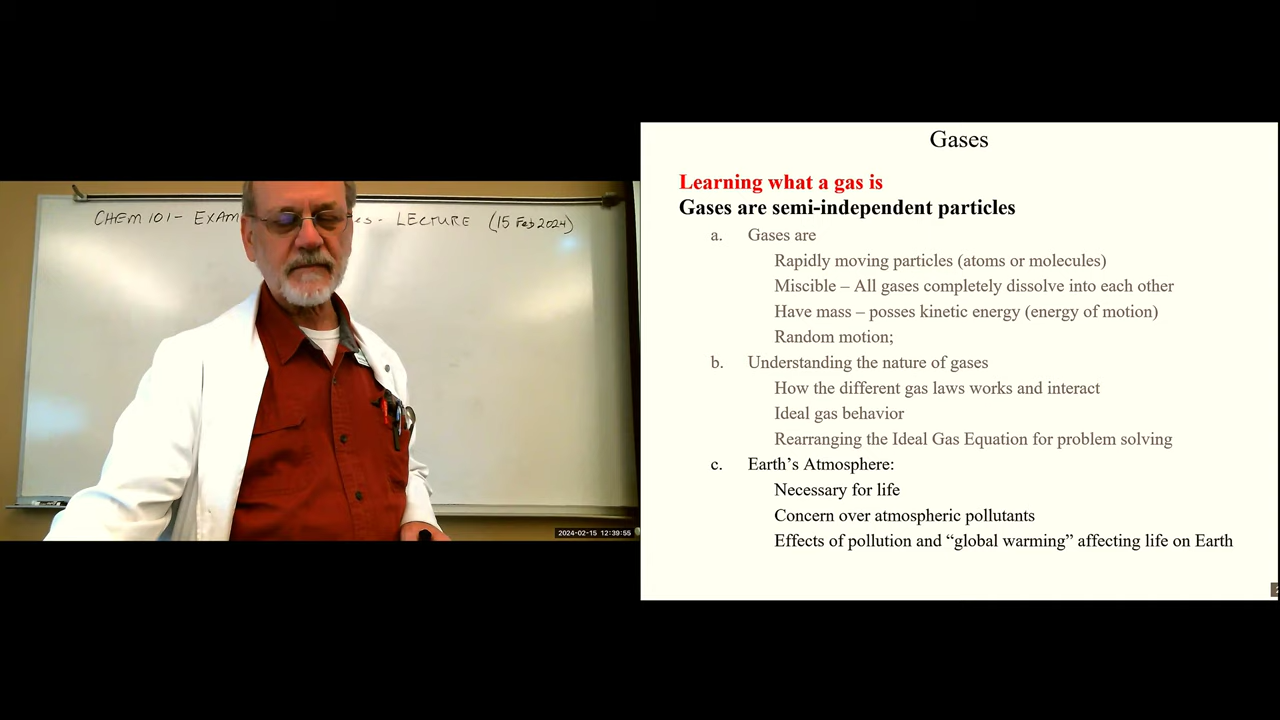 CHEM 101- EXAM LECTURE (15 Feb 2024)
2024-02-15 12:39:55
Gases
Learning what a gas is
Gases are semi-independent particles
a. Gases are
Rapidly moving particles (atoms or molecules)
Miscible – All gases completely dissolve into each other
Have mass – posses kinetic energy (energy of motion)
Random motion;
b. Understanding the nature of gases
How the different gas laws works and interact
Ideal gas behavior
Rearranging the Ideal Gas Equation for problem solving
c. Earth’s Atmosphere:
Necessary for life
Concern over atmospheric pollutants
Effects of pollution and “global warming” affecting life on Earth